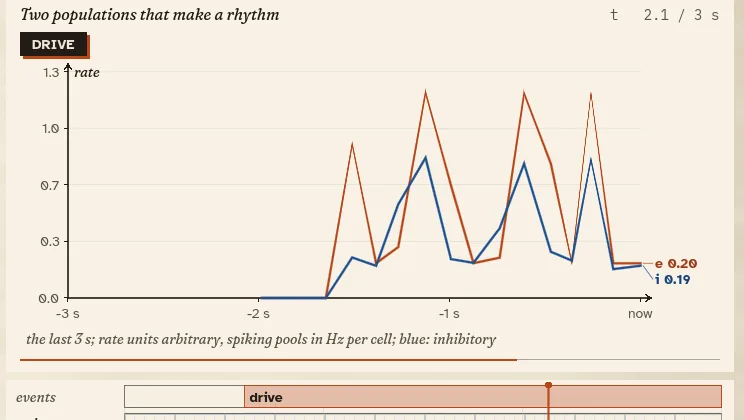 Two populations that make a rhythm
t 2.1 / 3 s
DRIVE
rate
1.3
1.0
0.7
0.3
0.0
e 0.20
i 0.19
-3 s -2 s -1 s now
the last 3 s; rate units arbitrary, spiking pools in Hz per cell; blue: inhibitory
events drive